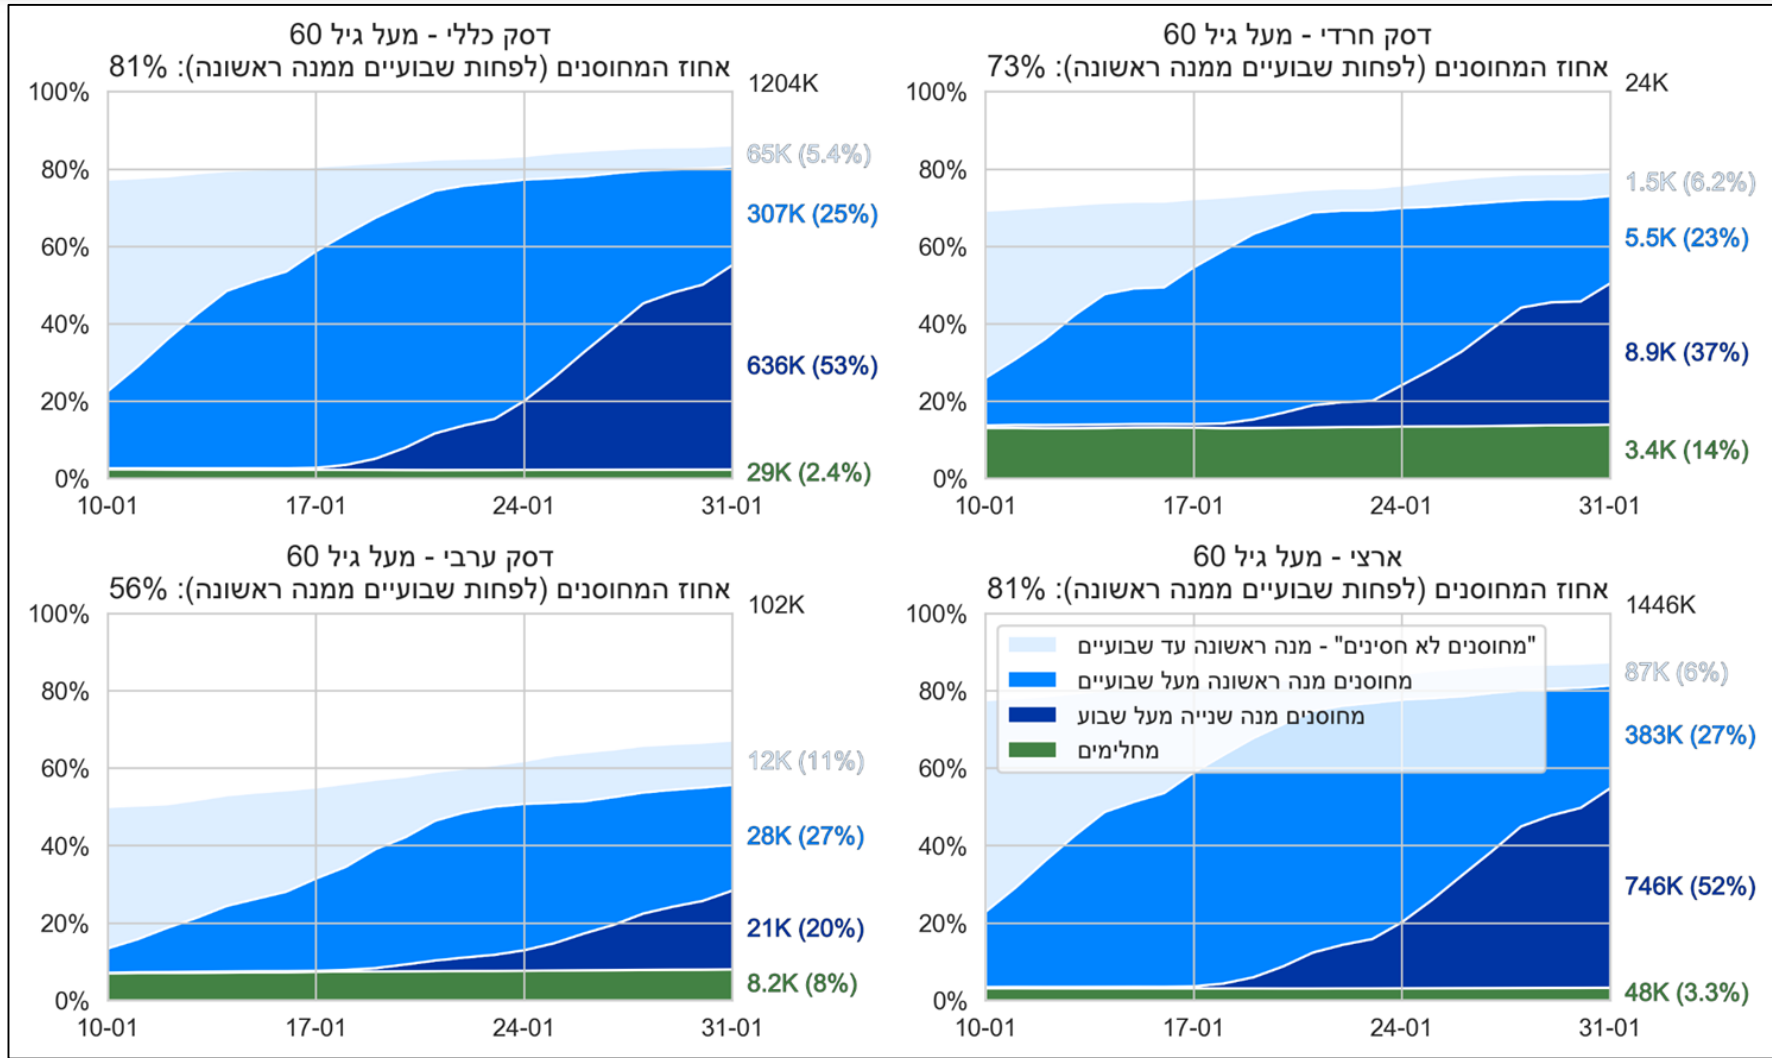 דסק כללי - מעל גיל 60
אחוז המחוסנים (לפחות שבועיים ממנה ראשונה): 81%
100%
80%
60%
40%
20%
0%
10-01
17-01
24-01
31-01
1204K
65K (5.4%)
307K (25%)
636K (53%)
29K (2.4%)
דסק חרדי - מעל גיל 60
אחוז המחוסנים (לפחות שבועיים ממנה ראשונה): 73%
100%
80%
60%
40%
20%
0%
10-01
17-01
24-01
31-01
24K
1.5K (6.2%)
5.5K (23%)
8.9K (37%)
3.4K (14%)
דסק ערבי - מעל גיל 60
אחוז המחוסנים (לפחות שבועיים ממנה ראשונה): 56%
100%
80%
60%
40%
20%
0%
10-01
17-01
24-01
31-01
102K
12K (11%)
28K (27%)
21K (20%)
8.2K (8%)
ארצי - מעל גיל 60
אחוז המחוסנים (לפחות שבועיים ממנה ראשונה): 81%
100%
80%
60%
40%
20%
0%
10-01
17-01
24-01
31-01
"מחוסנים לא חסינים" - מנה ראשונה עד שבועיים
מחוסנים מנה ראשונה מעל שבועיים
מחוסנים מנה שנייה מעל שבוע
מחלימים
1446K
87K (6%)
383K (27%)
746K (52%)
48K (3.3%)